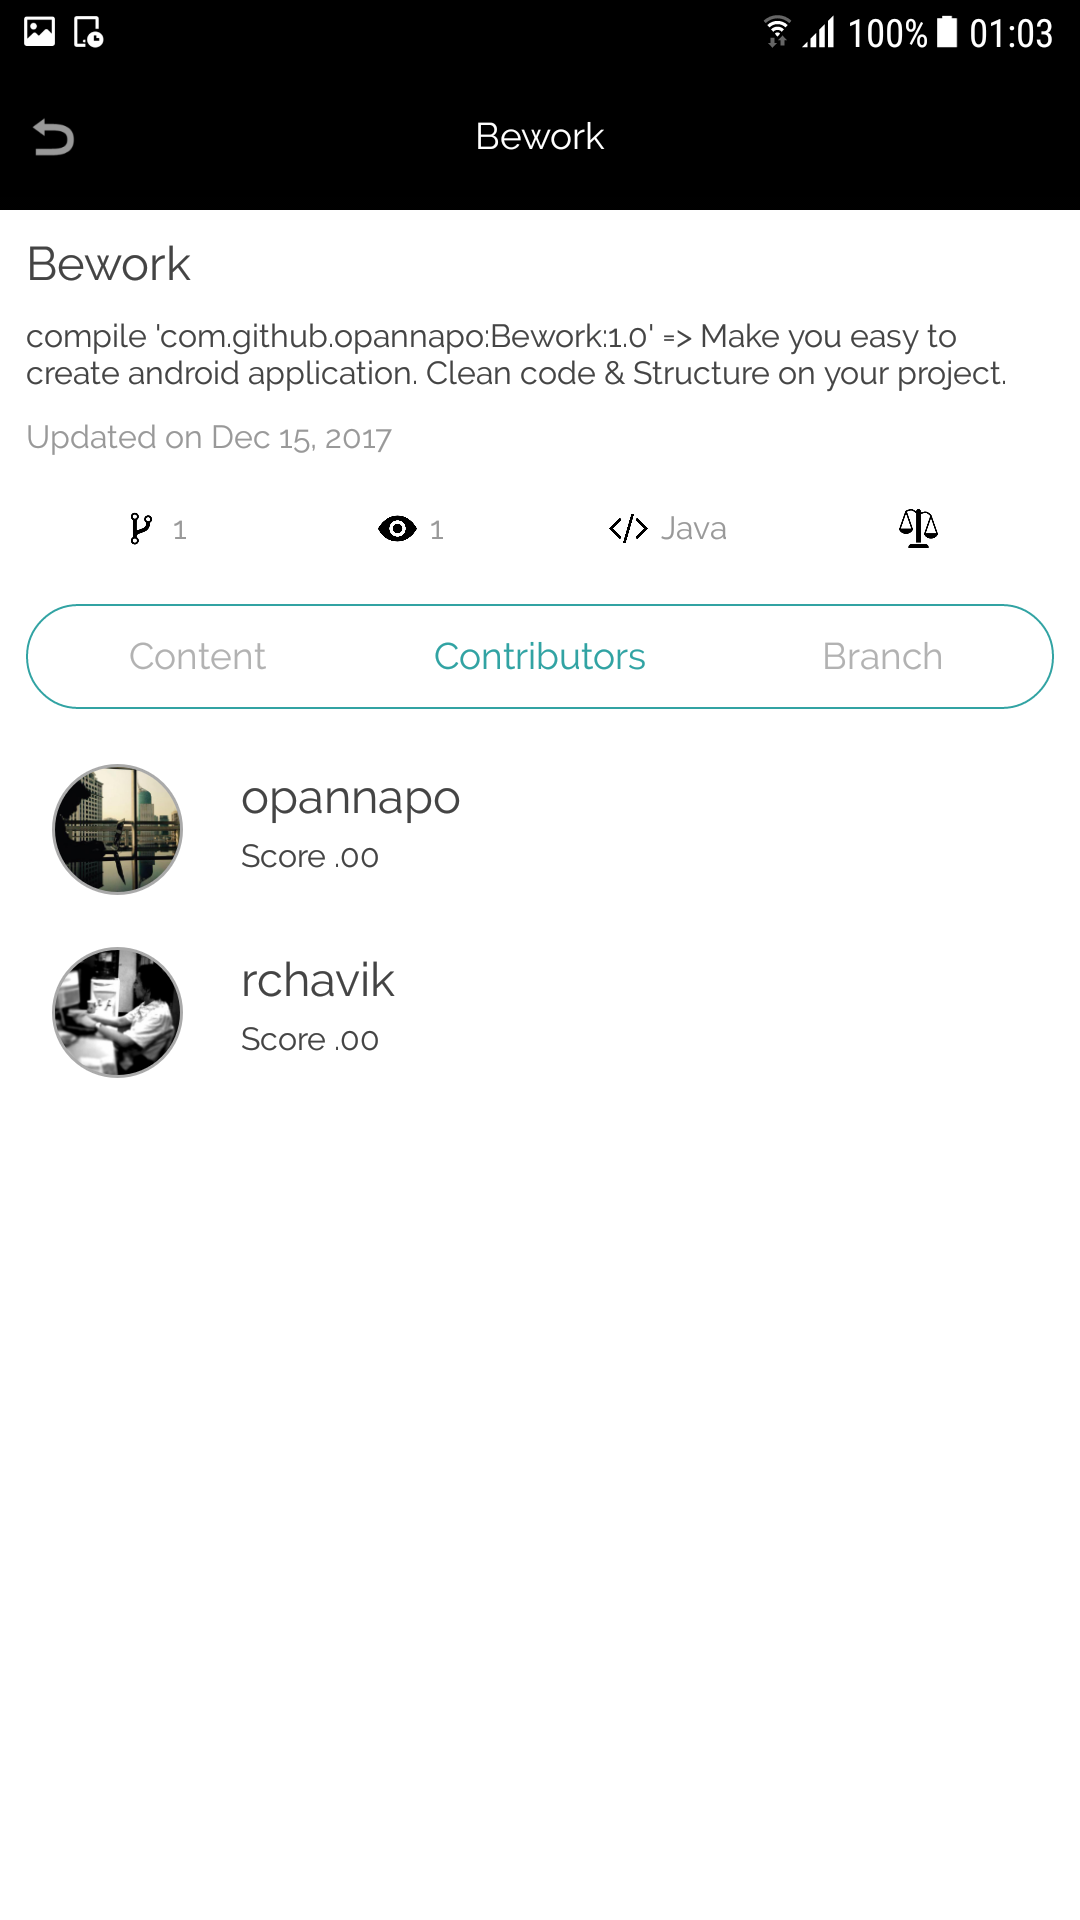 100% 01:03
Bework
Bework
compile 'com.github.opannapo:Bework:1.0' => Make you easy to
create android application. Clean code & Structure on your project.
Updated on Dec 15, 2017
1 1 </> Java
Content Contributors Branch
opannapo
Score .00
rchavik
Score .00